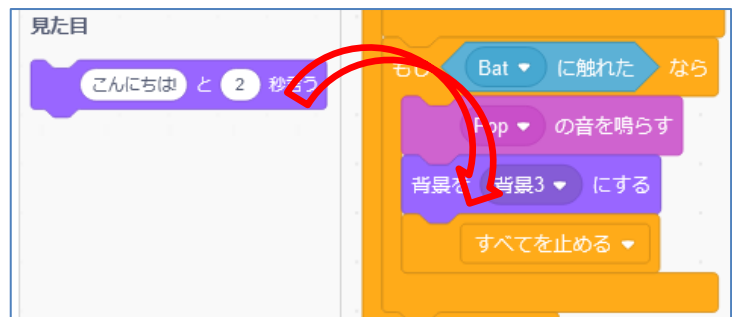 見た目
こんにちは! と 2 秒言う
もし Bat に触れた なら
Pop の音を鳴らす
背景を 背景3 にする
すべてを止める